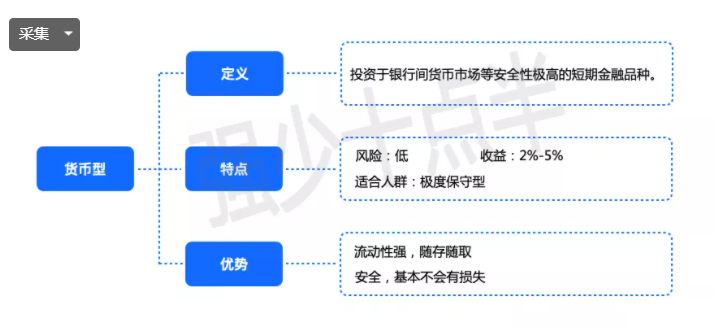 采集
定义
投资于银行间货币市场等安全性极高的短期金融品种。
强少十点半
货币型
特点
风险：低 收益：2%-5%
适合人群：极度保守型
优势
流动性强，随存随取
安全，基本不会有损失